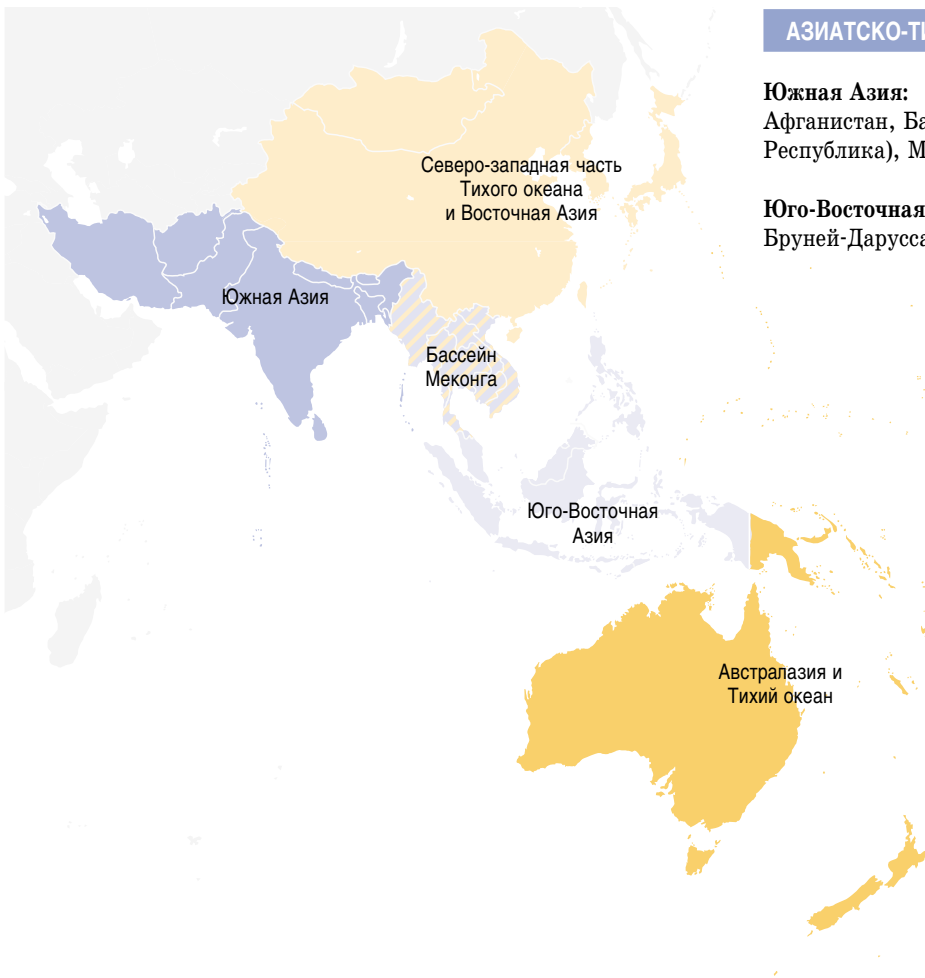 АЗИАТСКО-ТИ
Южная Азия:
Афганистан, Ба
Республика), М
Юго-Восточная
Бруней-Дарусса
Северо-западная часть
Тихого океана
и Восточная Азия
Южная Азия
Бассейн
Меконга
Юго-Восточная
Азия
Австралазия и
Тихий океан